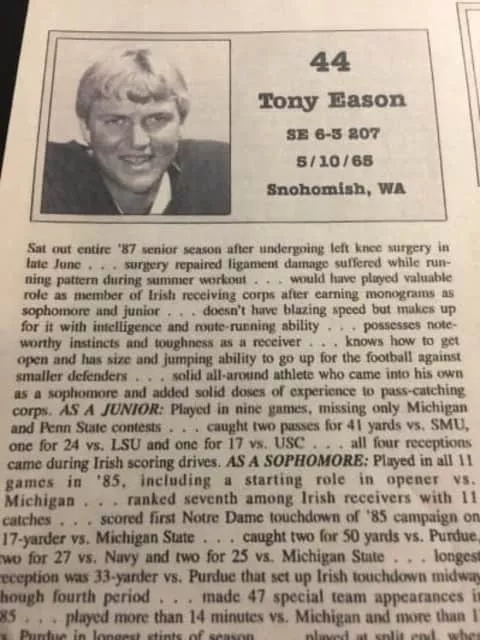 44
Tony Eason
SE 6-3 207
5/10/65
Snohomish, WA
Sat out entire '87 senior season after undergoing left knee surgery in
late June . . . surgery repaired ligament damage suffered while run-
ning pattern during summer workout . . . would have played valuable
role as member of Irish receiving corps after earning monograms as
sophomore and junior . . . doesn't have blazing speed but makes up
for it with intelligence and route-running ability . . . possesses note-
worthy instincts and toughness as a receiver . . . knows how to get
open and has size and jumping ability to go up for the football against
smaller defenders . . . solid all-around athlete who came into his own
as a sophomore and added solid doses of experience to pass-catching
corps. AS A JUNIOR: Played in nine games, missing only Michigan
and Penn State contests . . . caught two passes for 41 yards vs. SMU,
one for 24 vs. LSU and one for 17 vs. USC . . . all four receptions
came during Irish scoring drives. AS A SOPHOMORE: Played in all 11
games in '85, including a starting role in opener vs.
Michigan . . . ranked seventh among Irish receivers with 11
catches . . . scored first Notre Dame touchdown of '85 campaign on
17-yarder vs. Michigan State . . . caught two for 50 yards vs. Purdue,
two for 27 vs. Navy and two for 25 vs. Michigan State . . . longest
reception was 33-yarder vs. Purdue that set up Irish touchdown midway
hough fourth period . . . made 47 special team appearances i
85 . . . played more than 14 minutes vs. Michigan and more than 1
s. Purdue in longest stints of season